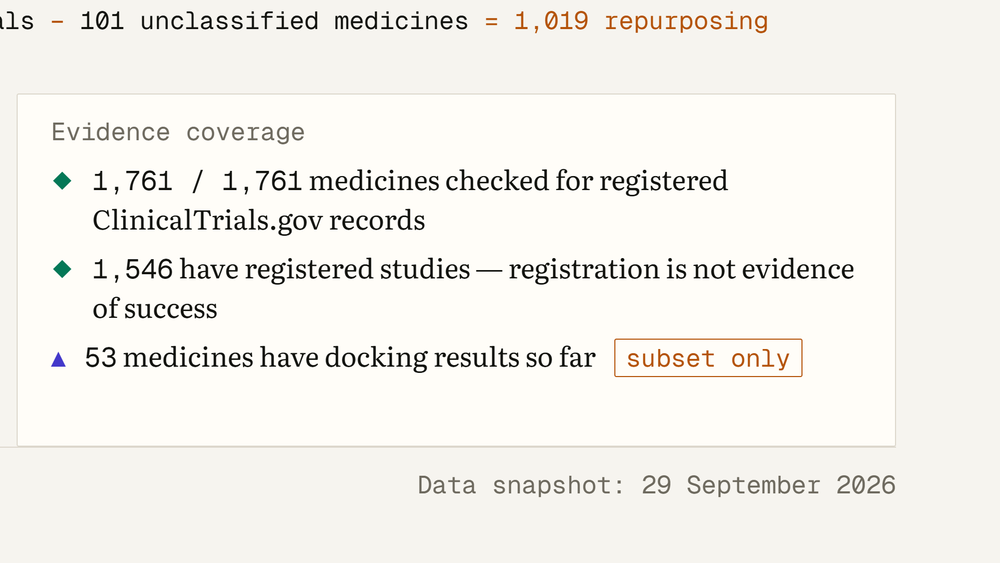 als – 101 unclassified medicines = 1,019 repurposing
Evidence coverage
1,761 / 1,761 medicines checked for registered
ClinicalTrials.gov records
1,546 have registered studies — registration is not evidence
of success
53 medicines have docking results so far subset only
Data snapshot: 29 September 2026